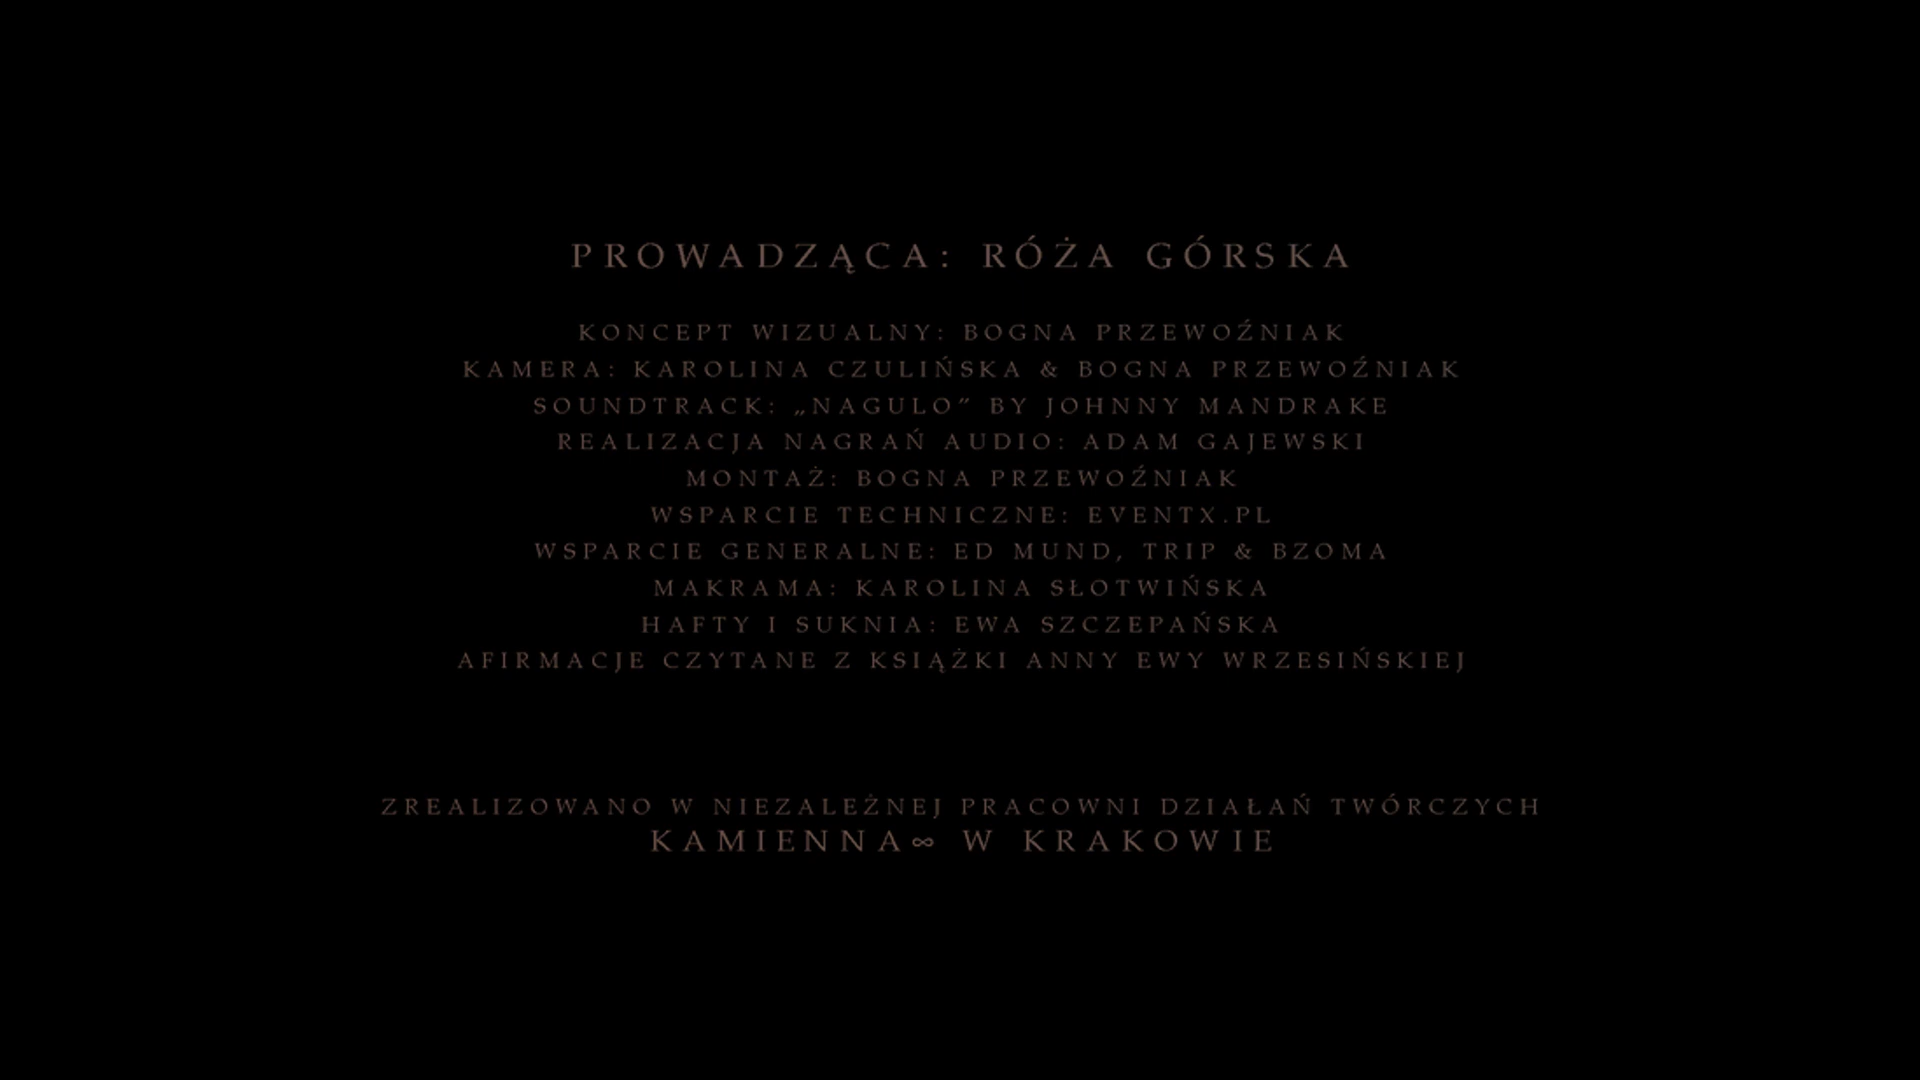 PROWADZĄCA: RÓŻA GÓRSKA
KONCEPT WIZUALNY: BOGNA PRZEWOŹNIAK
KAMERA: KAROLINA CZULIŃSKA & BOGNA PRZEWOŹNIAK
SOUNDTRACK: „NAGULO” BY JOHNNY MANDRAKE
REALIZACJA NAGRAŃ AUDIO: ADAM GAJEWSKI
MONTAŻ: BOGNA PRZEWOŹNIAK
WSPARCIE TECHNICZNE: EVENTX.PL
WSPARCIE GENERALNE: ED MUND, TRIP & BZOMA
MAKRAMA: KAROLINA SŁOTWIŃSKA
HAFTY I SUKNIA: EWA SZCZEPAŃSKA
AFIRMACJE CZYTANE Z KSIĄŻKI ANNY EWY WRZESIŃSKIEJ
ZREALIZOWANO W NIEZALEŻNEJ PRACOWNI DZIAŁAŃ TWÓRCZYCH
KAMIENNA∞ W KRAKOWIE